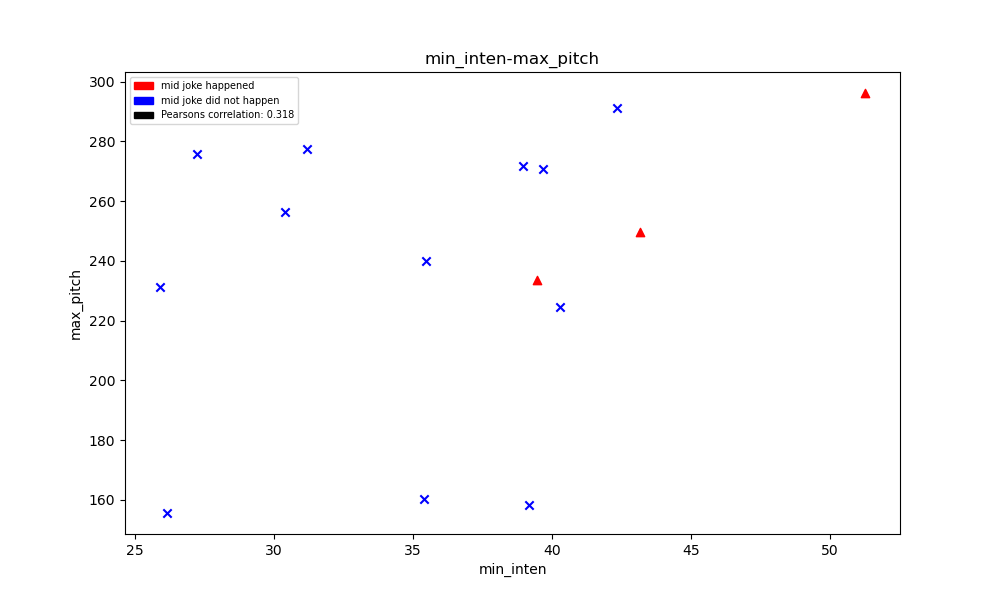 min_inten-max_pitch
mid joke happened
mid joke did not happen
Pearsons correlation: 0.318
300
280
260
240
220
200
180
160
max_pitch
25 30 35 40 45 50
min_inten